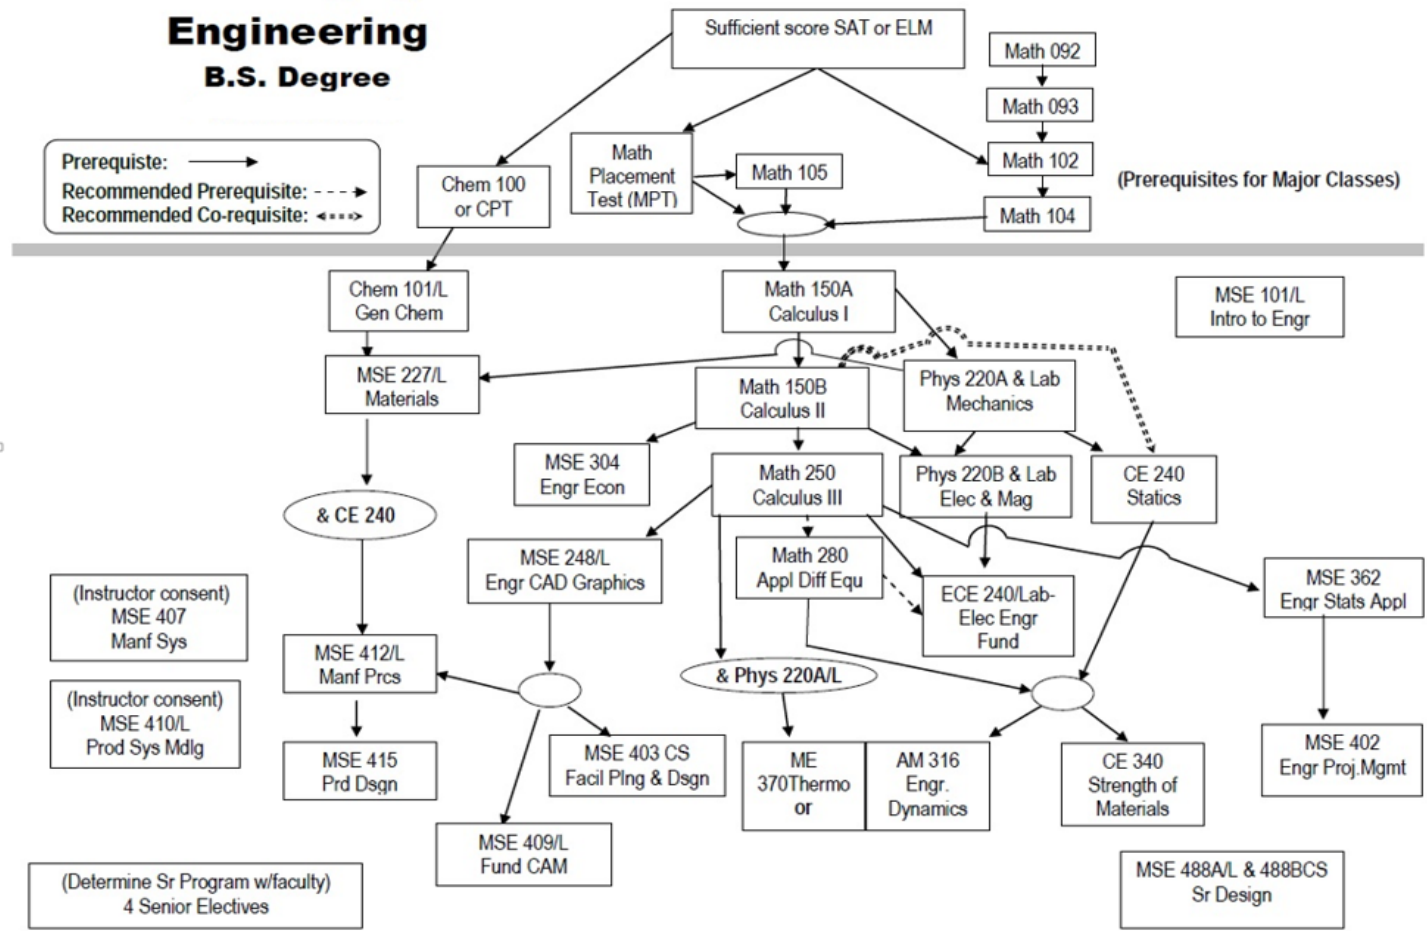 Engineering
B.S. Degree
Sufficient score SAT or ELM
Math 092
Math 093
Math 102
Math 104
(Prerequisites for Major Classes)
Prerequiste:
Recommended Prerequisite:
Recommended Co-requisite:
Chem 100
or CPT
Math
Placement
Test (MPT)
Math 105
Chem 101/L
Gen Chem
Math 150A
Calculus I
MSE 101/L
Intro to Engr
MSE 227/L
Materials
Math 150B
Calculus II
Phys 220A & Lab
Mechanics
MSE 304
Engr Econ
Math 250
Calculus III
Phys 220B & Lab
Elec & Mag
CE 240
Statics
& CE 240
MSE 248/L
Engr CAD Graphics
Math 280
Appl Diff Equ
ECE 240/Lab-
Elec Engr
Fund
MSE 362
Engr Stats Appl
(Instructor consent)
MSE 407
Manf Sys
MSE 412/L
Manf Prcs
& Phys 220A/L
(Instructor consent)
MSE 410/L
Prod Sys Mdlg
MSE 415
Prd Dsgn
MSE 403 CS
Facil Plng & Dsgn
ME
370Thermo
or
AM 316
Engr.
Dynamics
CE 340
Strength of
Materials
MSE 402
Engr Proj.Mgmt
MSE 409/L
Fund CAM
(Determine Sr Program w/faculty)
4 Senior Electives
MSE 488A/L & 488BCS
Sr Design